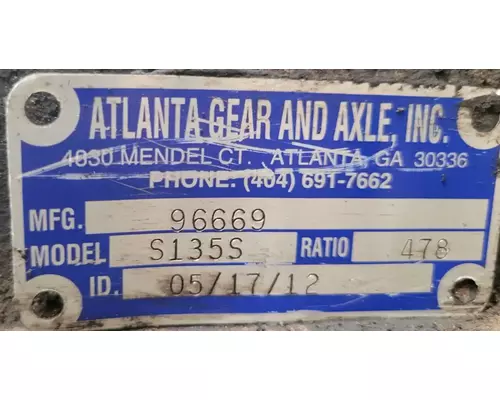 ATLANTA GEAR AND AXLE, INC.
4830 MENDEL CT. ATLANTA, GA 30336
PHONE: (404) 691-7662
MFG. 96669
MODEL S135S RATIO 478
ID. 05/17/12